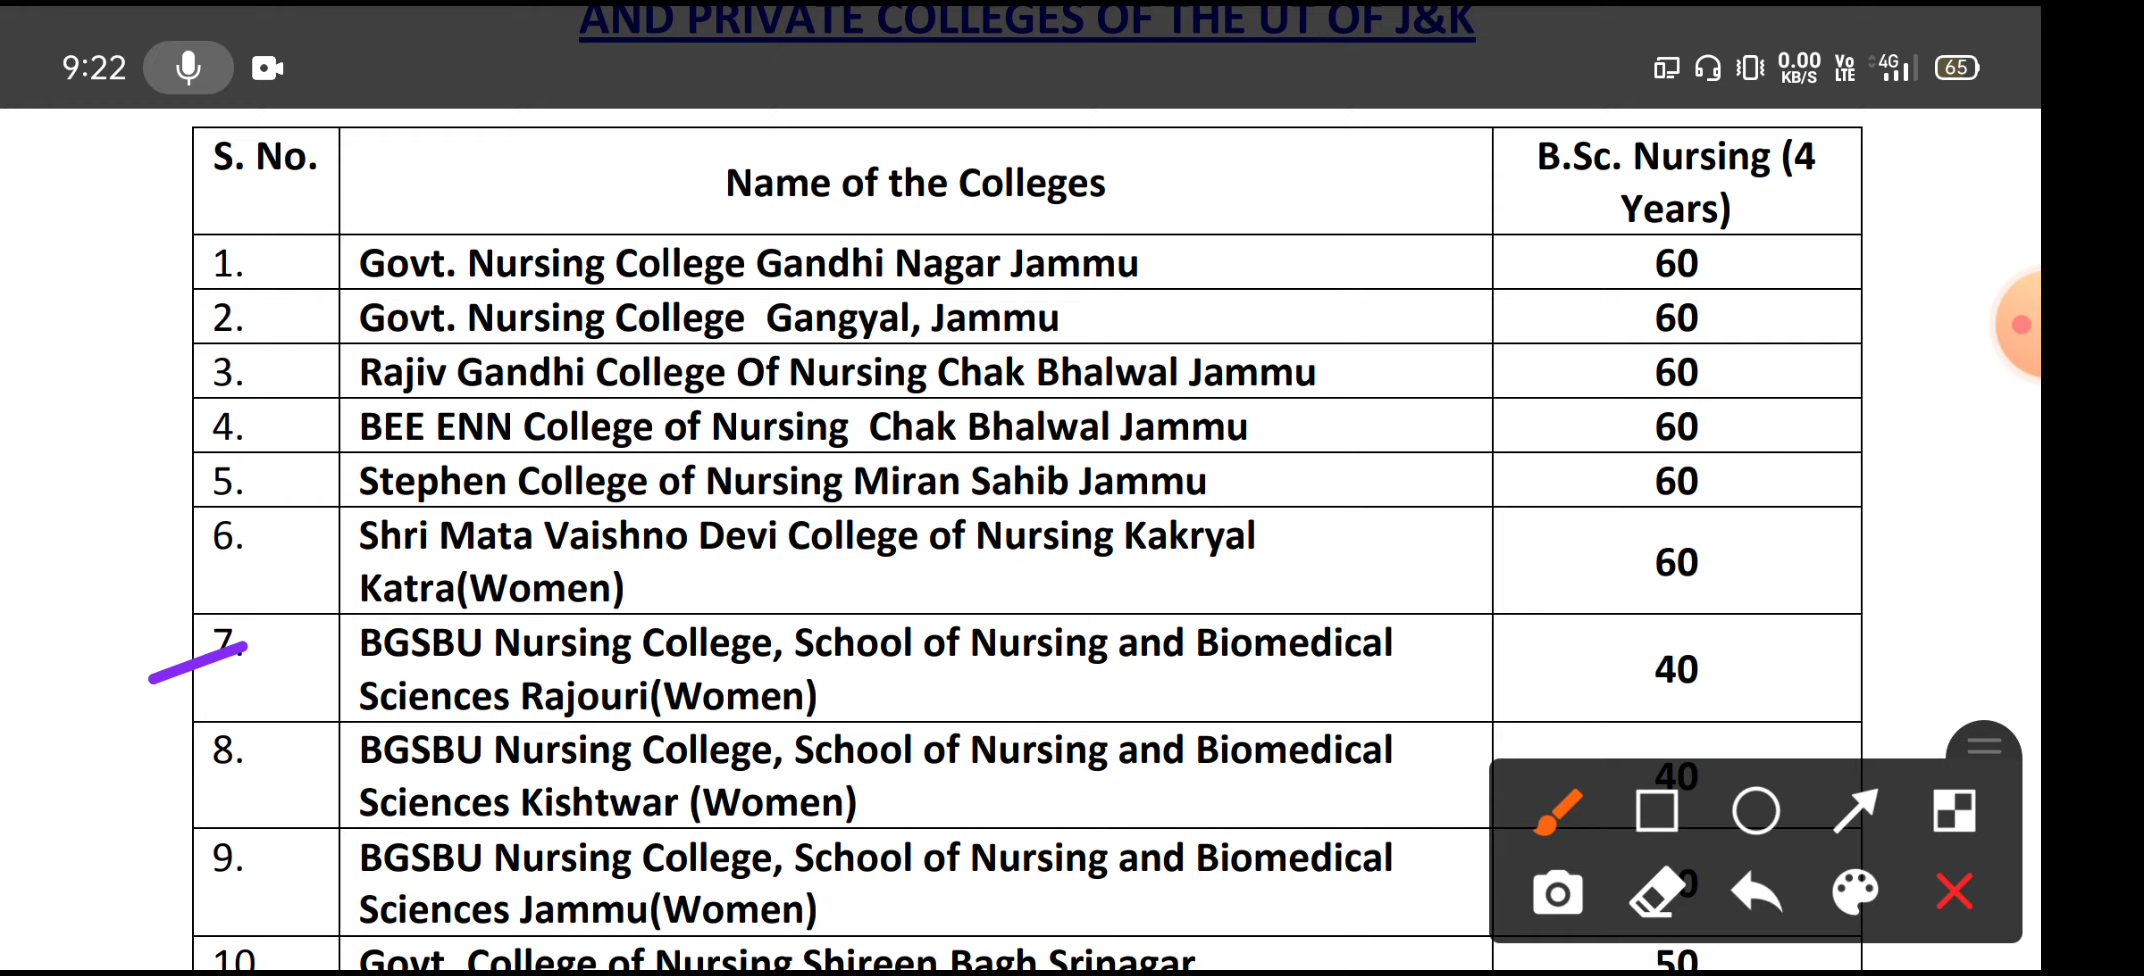 AND PRIVATE COLLEGES OF THE UT OF J&K
9:22
0.00 KB/S Vo LTE 4G 65
S. No. Name of the Colleges B.Sc. Nursing (4 Years)
1. Govt. Nursing College Gandhi Nagar Jammu 60
2. Govt. Nursing College Gangyal, Jammu 60
3. Rajiv Gandhi College Of Nursing Chak Bhalwal Jammu 60
4. BEE ENN College of Nursing Chak Bhalwal Jammu 60
5. Stephen College of Nursing Miran Sahib Jammu 60
6. Shri Mata Vaishno Devi College of Nursing Kakryal
Katra(Women) 60
7. BGSBU Nursing College, School of Nursing and Biomedical
Sciences Rajouri(Women) 40
8. BGSBU Nursing College, School of Nursing and Biomedical
Sciences Kishtwar (Women) 40
9. BGSBU Nursing College, School of Nursing and Biomedical
Sciences Jammu(Women)
10. Govt. College of Nursing Shireen Bagh Srinagar 50